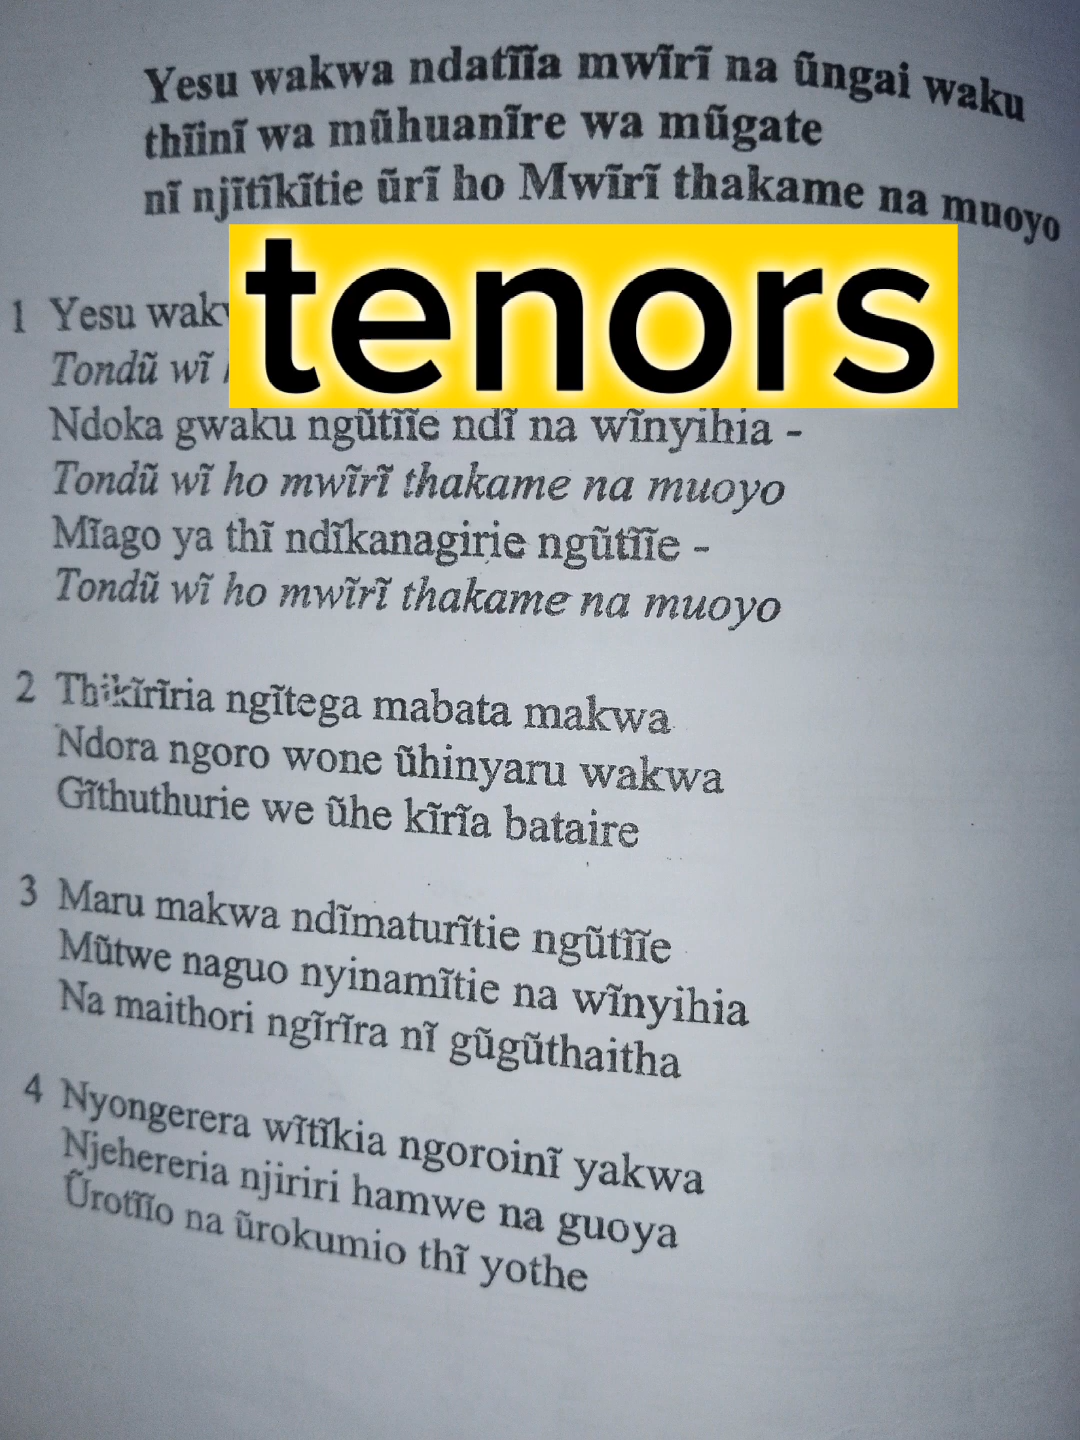 Yesu wakwa ndatĩĩa mwĩrĩ na ũngai waku
thĩinĩ wa mũhuanĩre wa mũgate
nĩ njĩtĩkĩtie ũrĩ ho Mwĩrĩ thakame na muoyo
tenors
1 Yesu
Tondũ wĩ
Ndoka gwaku ngũtĩĩe ndĩ na wĩnyihia -
Tondũ wĩ ho mwĩrĩ thakame na muoyo
Mĩago ya thĩ ndĩkanagirie ngũtĩĩe -
Tondũ wĩ ho mwĩrĩ thakame na muoyo
2 Thikĩrĩria ngĩtega mabata makwa
Ndora ngoro wone ũhinyaru wakwa
Gĩthuthurie we ũhe kĩrĩa bataire
3 Maru makwa ndĩmaturĩtie ngũtĩĩe
Mũtwe naguo nyinamĩtie na wĩnyihia
Na maithori ngĩrĩra nĩ gũgũthaitha
4 Nyongerera wĩtĩkia ngoroinĩ yakwa
Njehereria njiriri hamwe na guoya
Ũrotĩĩo na ũrokumio thĩ yothe